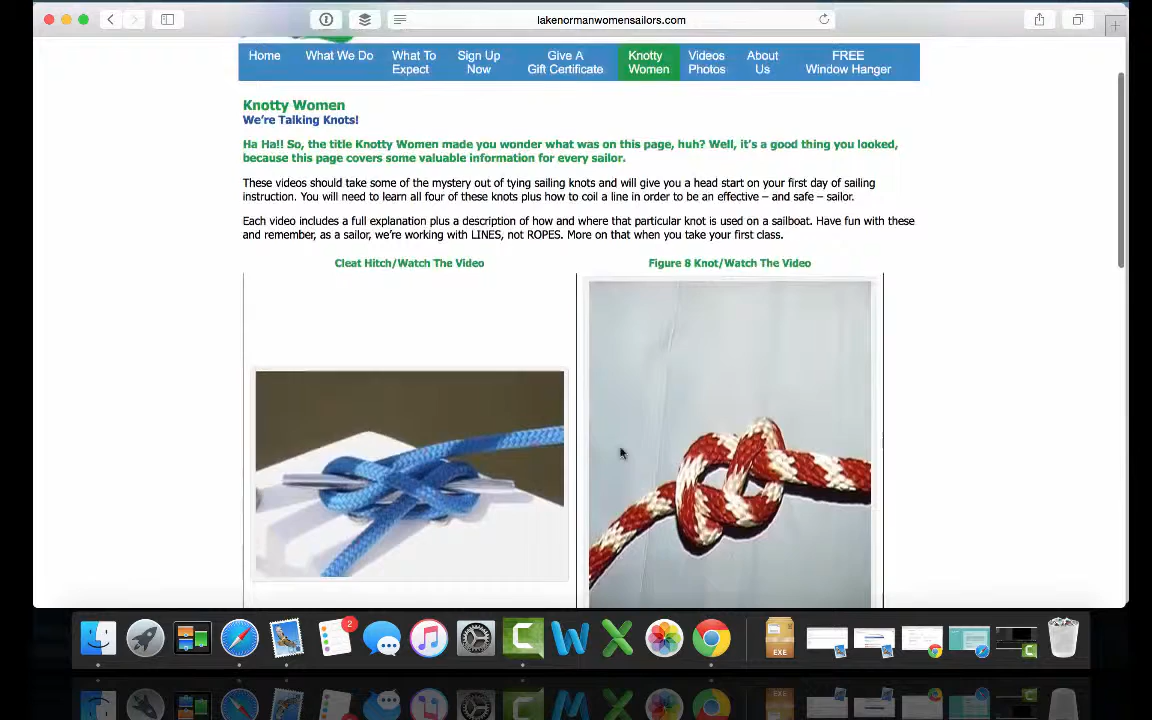 lakenormanwomensailors.com
Home
What We Do
What To
Expect
Sign Up
Now
Give A
Gift Certificate
Knotty
Women
Videos
Photos
About
Us
FREE
Window Hanger
Knotty Women
We're Talking Knots!
Ha Ha!! So, the title Knotty Women made you wonder what was on this page, huh? Well, it's a good thing you looked,
because this page covers some valuable information for every sailor.
These videos should take some of the mystery out of tying sailing knots and will give you a head start on your first day of sailing
instruction. You will need to learn all four of these knots plus how to coil a line in order to be an effective – and safe – sailor.
Each video includes a full explanation plus a description of how and where that particular knot is used on a sailboat. Have fun with these
and remember, as a sailor, we're working with LINES, not ROPES. More on that when you take your first class.
Cleat Hitch/Watch The Video
Figure 8 Knot/Watch The Video
2
EXE